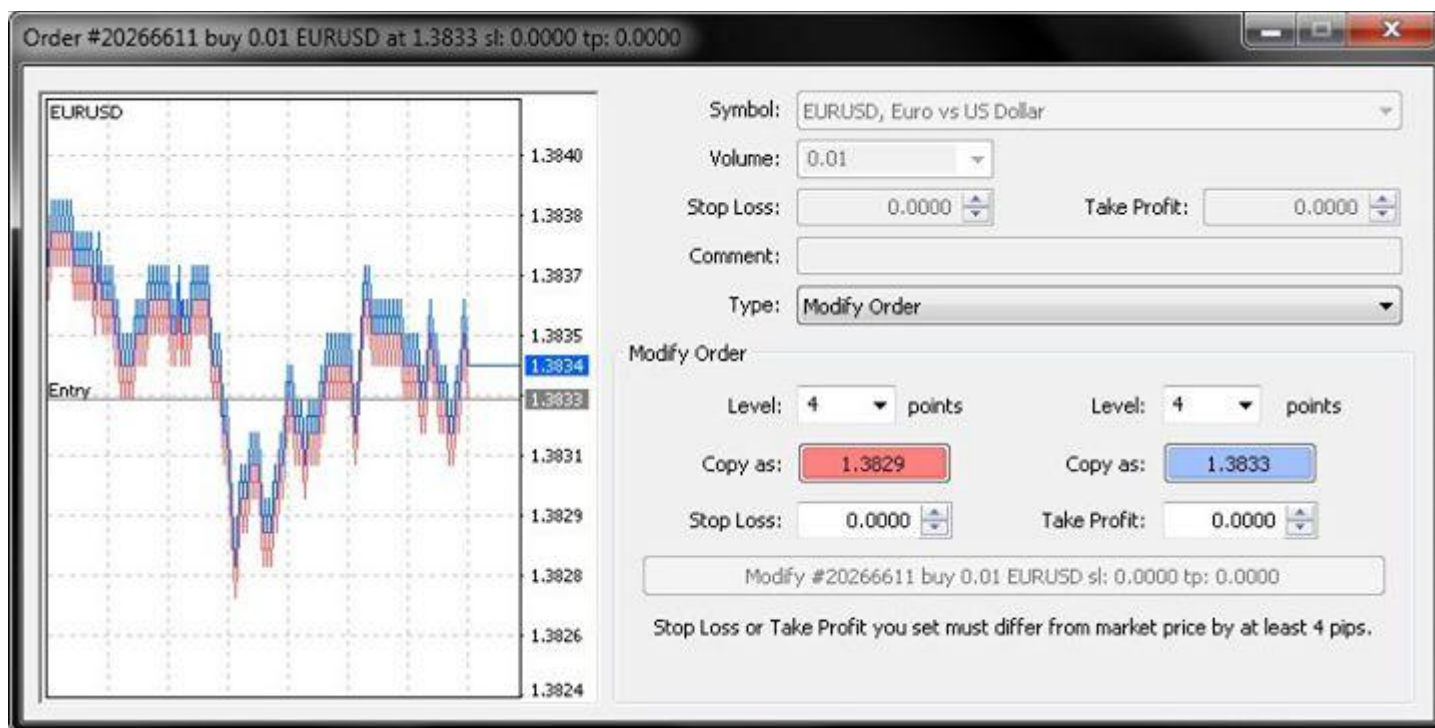 Order #20266611 buy 0.01 EURUSD at 1.3833 sl: 0.0000 tp: 0.0000
EURUSD
1.3840
1.3838
1.3837
1.3835
1.3834
Entry
1.3833
1.3831
1.3829
1.3828
1.3826
1.3824
Symbol: EURUSD, Euro vs US Dollar
Volume: 0.01
Stop Loss: 0.0000 Take Profit: 0.0000
Comment:
Type: Modify Order
Modify Order
Level: 4 points Level: 4 points
Copy as: 1.3829 Copy as: 1.3833
Stop Loss: 0.0000 Take Profit: 0.0000
Modify #20266611 buy 0.01 EURUSD sl: 0.0000 tp: 0.0000
Stop Loss or Take Profit you set must differ from market price by at least 4 pips.